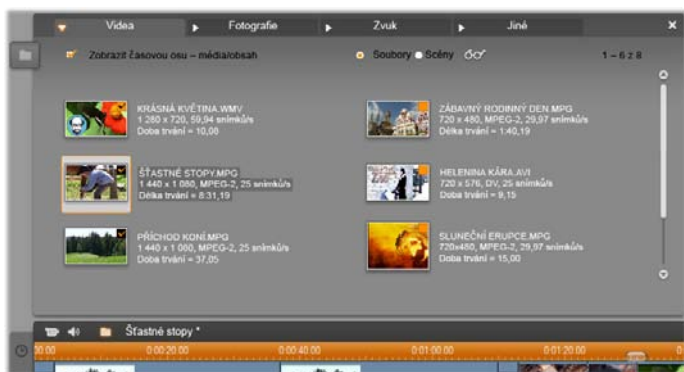 Videa
Fotografie
Zvuk
Jiné
Zobrazit časovou osu – média/obsah
Soubory
Scény
1 – 6 z 8
KRÁSNÁ KVĚTINA.WMV
1 280 x 720, 59,94 snímků/s
Doba trvání = 10,08
ZÁBAVNÝ RODINNÝ DEN.MPG
720 x 480, MPEG-2, 29,97 snímků/s
Délka trvání = 1:40,19
ŠŤASTNÉ STOPY.MPG
1 440 x 1 080, MPEG-2, 25 snímků/s
Délka trvání = 8:31,19
HELENINA KÁRA.AVI
720 x 576, DV, 25 snímků/s
Doba trvání = 9,15
PŘÍCHOD KONÍ.MPG
1 440 x 1 080, MPEG-2, 25 snímků/s
Doba trvání = 37,05
SLUNEČNÍ ERUPCE.MPG
720x480, MPEG-2, 29,97 snímků/s
Doba trvání = 15,00
Šťastné stopy *
00.00
0:00:20.00
0:00:40.00
0:01:00.00
0:01:20.00